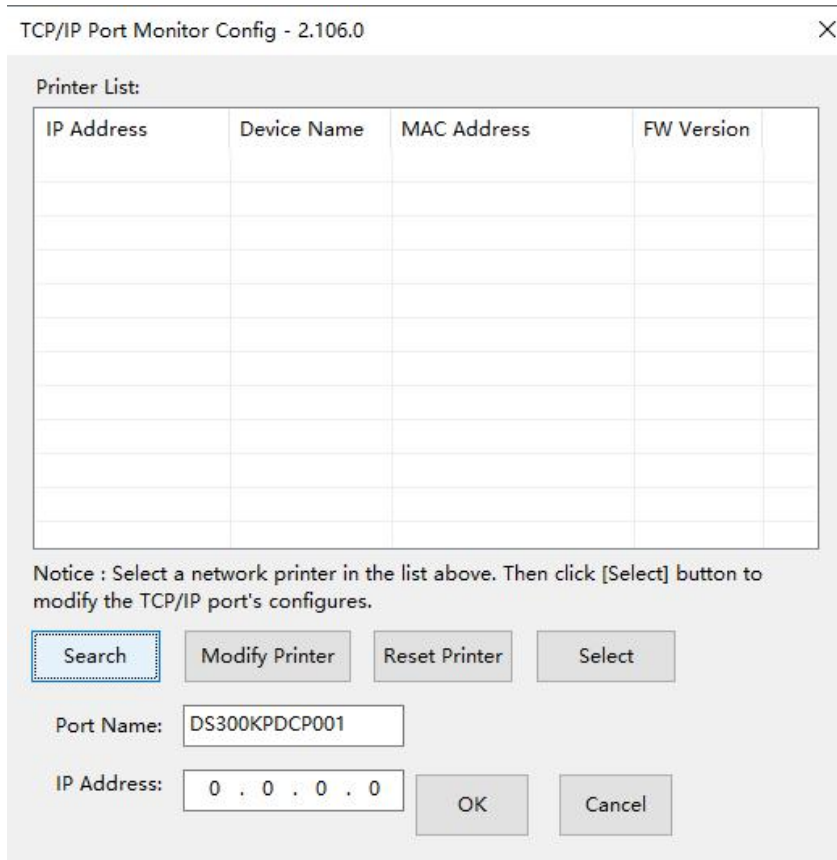 TCP/IP Port Monitor Config - 2.106.0
Printer List:
IP Address Device Name MAC Address FW Version
Notice : Select a network printer in the list above. Then click [Select] button to
modify the TCP/IP port's configures.
Search Modify Printer Reset Printer Select
Port Name: DS300KPDCP001
IP Address: 0 . 0 . 0 . 0 OK Cancel